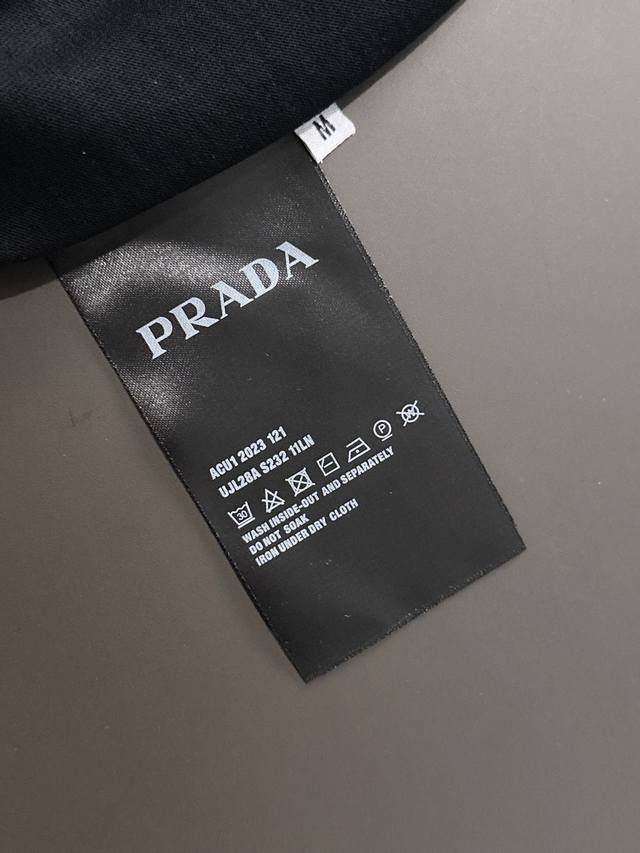 M
PRADA
ACU1 2023 121
UJL28A S232 11LN
30 P W
WASH INSIDE-OUT AND SEPARATELY
DO NOT SOAK
IRON UNDER DRY CLOTH